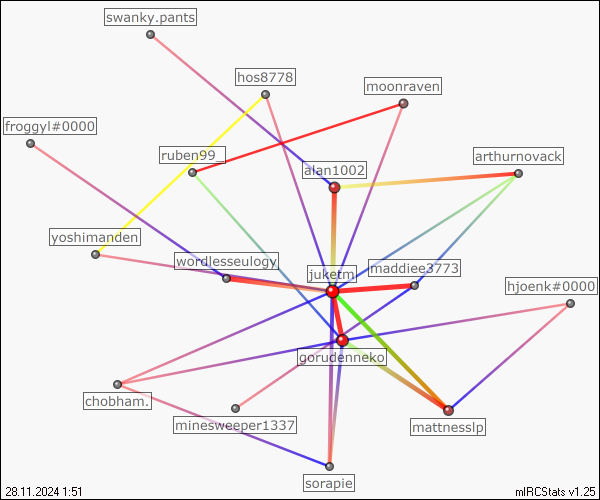 swanky.pants
hos8778
moonraven
froggyl#0000
ruben99_
arthurnovack
alan1002
yoshimanden
wordlesseulogy
maddiee3773
juketm
hjoenk#0000
gorudenneko
chobham.
minesweeper1337
mattnesslp
sorapie
28.11.2024 1:51
mIRCStats v1.25